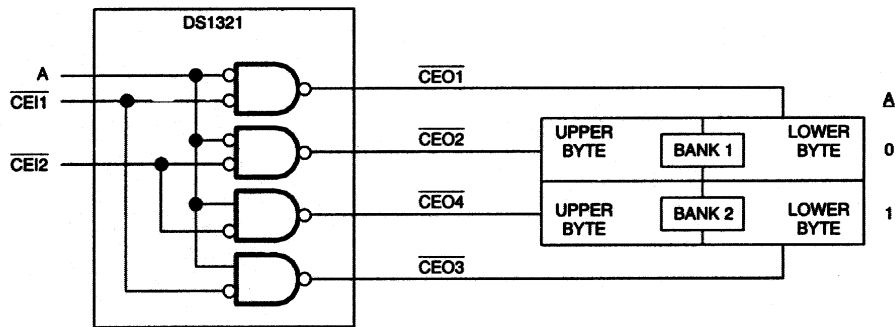 DS1321
A
CEI1
CEI2
CEO1
CEO2
CEO4
CEO3
A
UPPER
BYTE
BANK 1
LOWER
BYTE
0
UPPER
BYTE
BANK 2
LOWER
BYTE
1